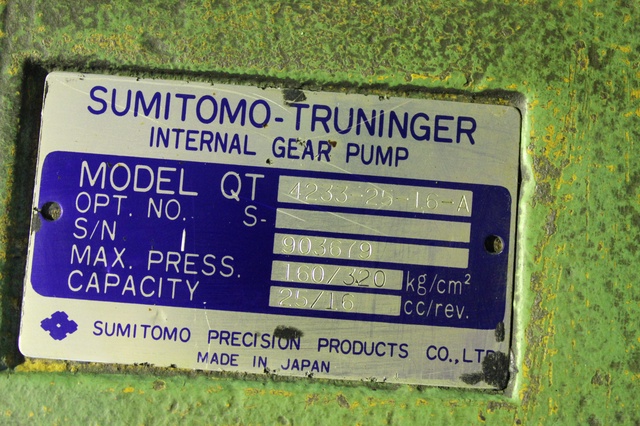 SUMITOMO-TRUNINGER
INTERNAL GEAR PUMP
MODEL QT 4233-25-16-A
OPT. NO. S-
S/N 903679
MAX. PRESS. 160/320 kg/cm²
CAPACITY. 25/16 cc/rev.
SUMITOMO PRECISION PRODUCTS CO., LTD
MADE IN JAPAN